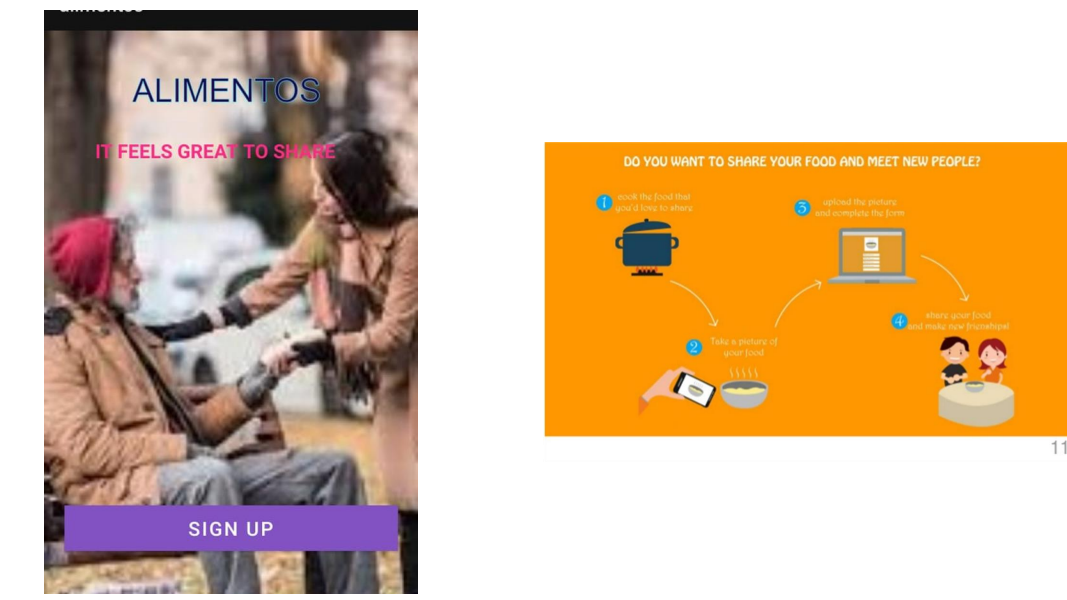 ALIMENTOS
IT FEELS GREAT TO SHARE
SIGN UP
DO YOU WANT TO SHARE YOUR FOOD AND MEET NEW PEOPLE?
1
cook the food that
you'd love to share
2
Take a picture of
your food
3
upload the picture
and complete the form
4
share your food
and make new frienships!
11